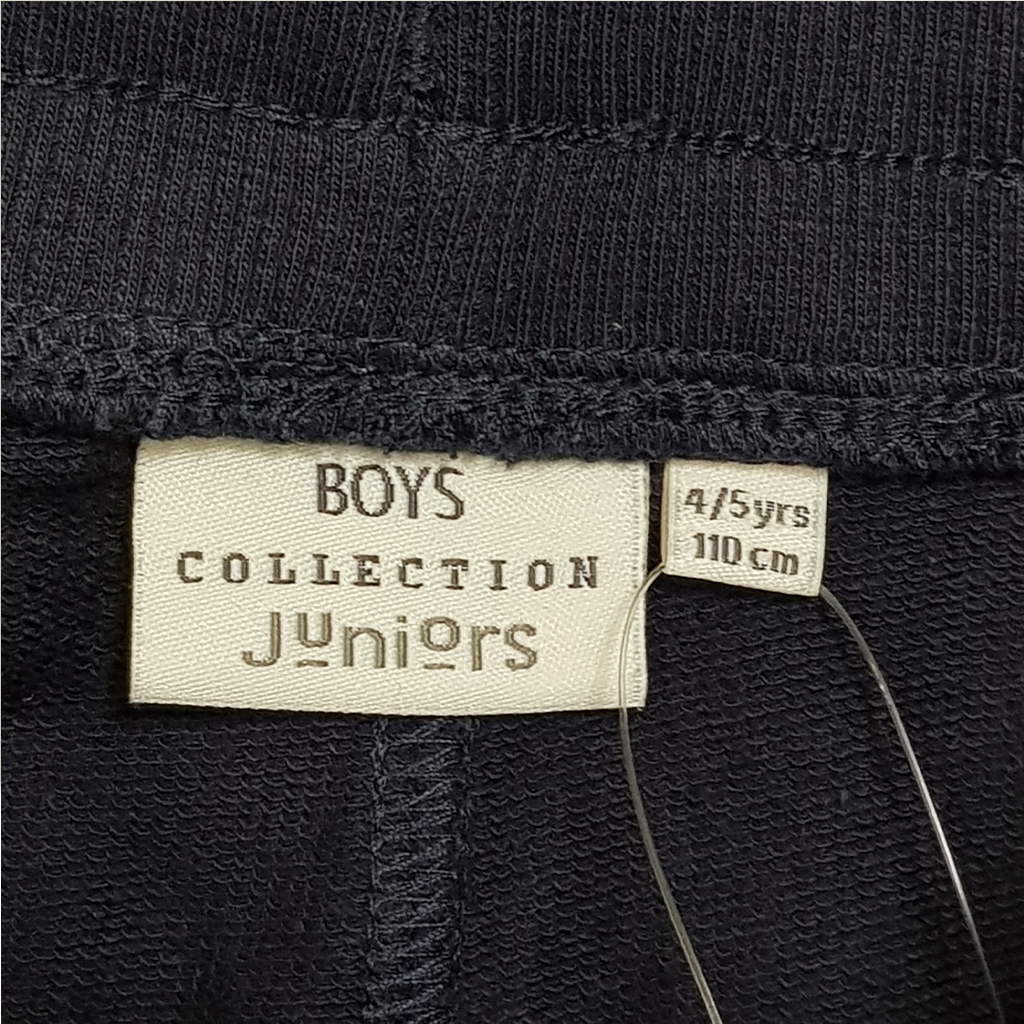 BOYS
COLLECTION
Juniors
4/5yrs
110 cm